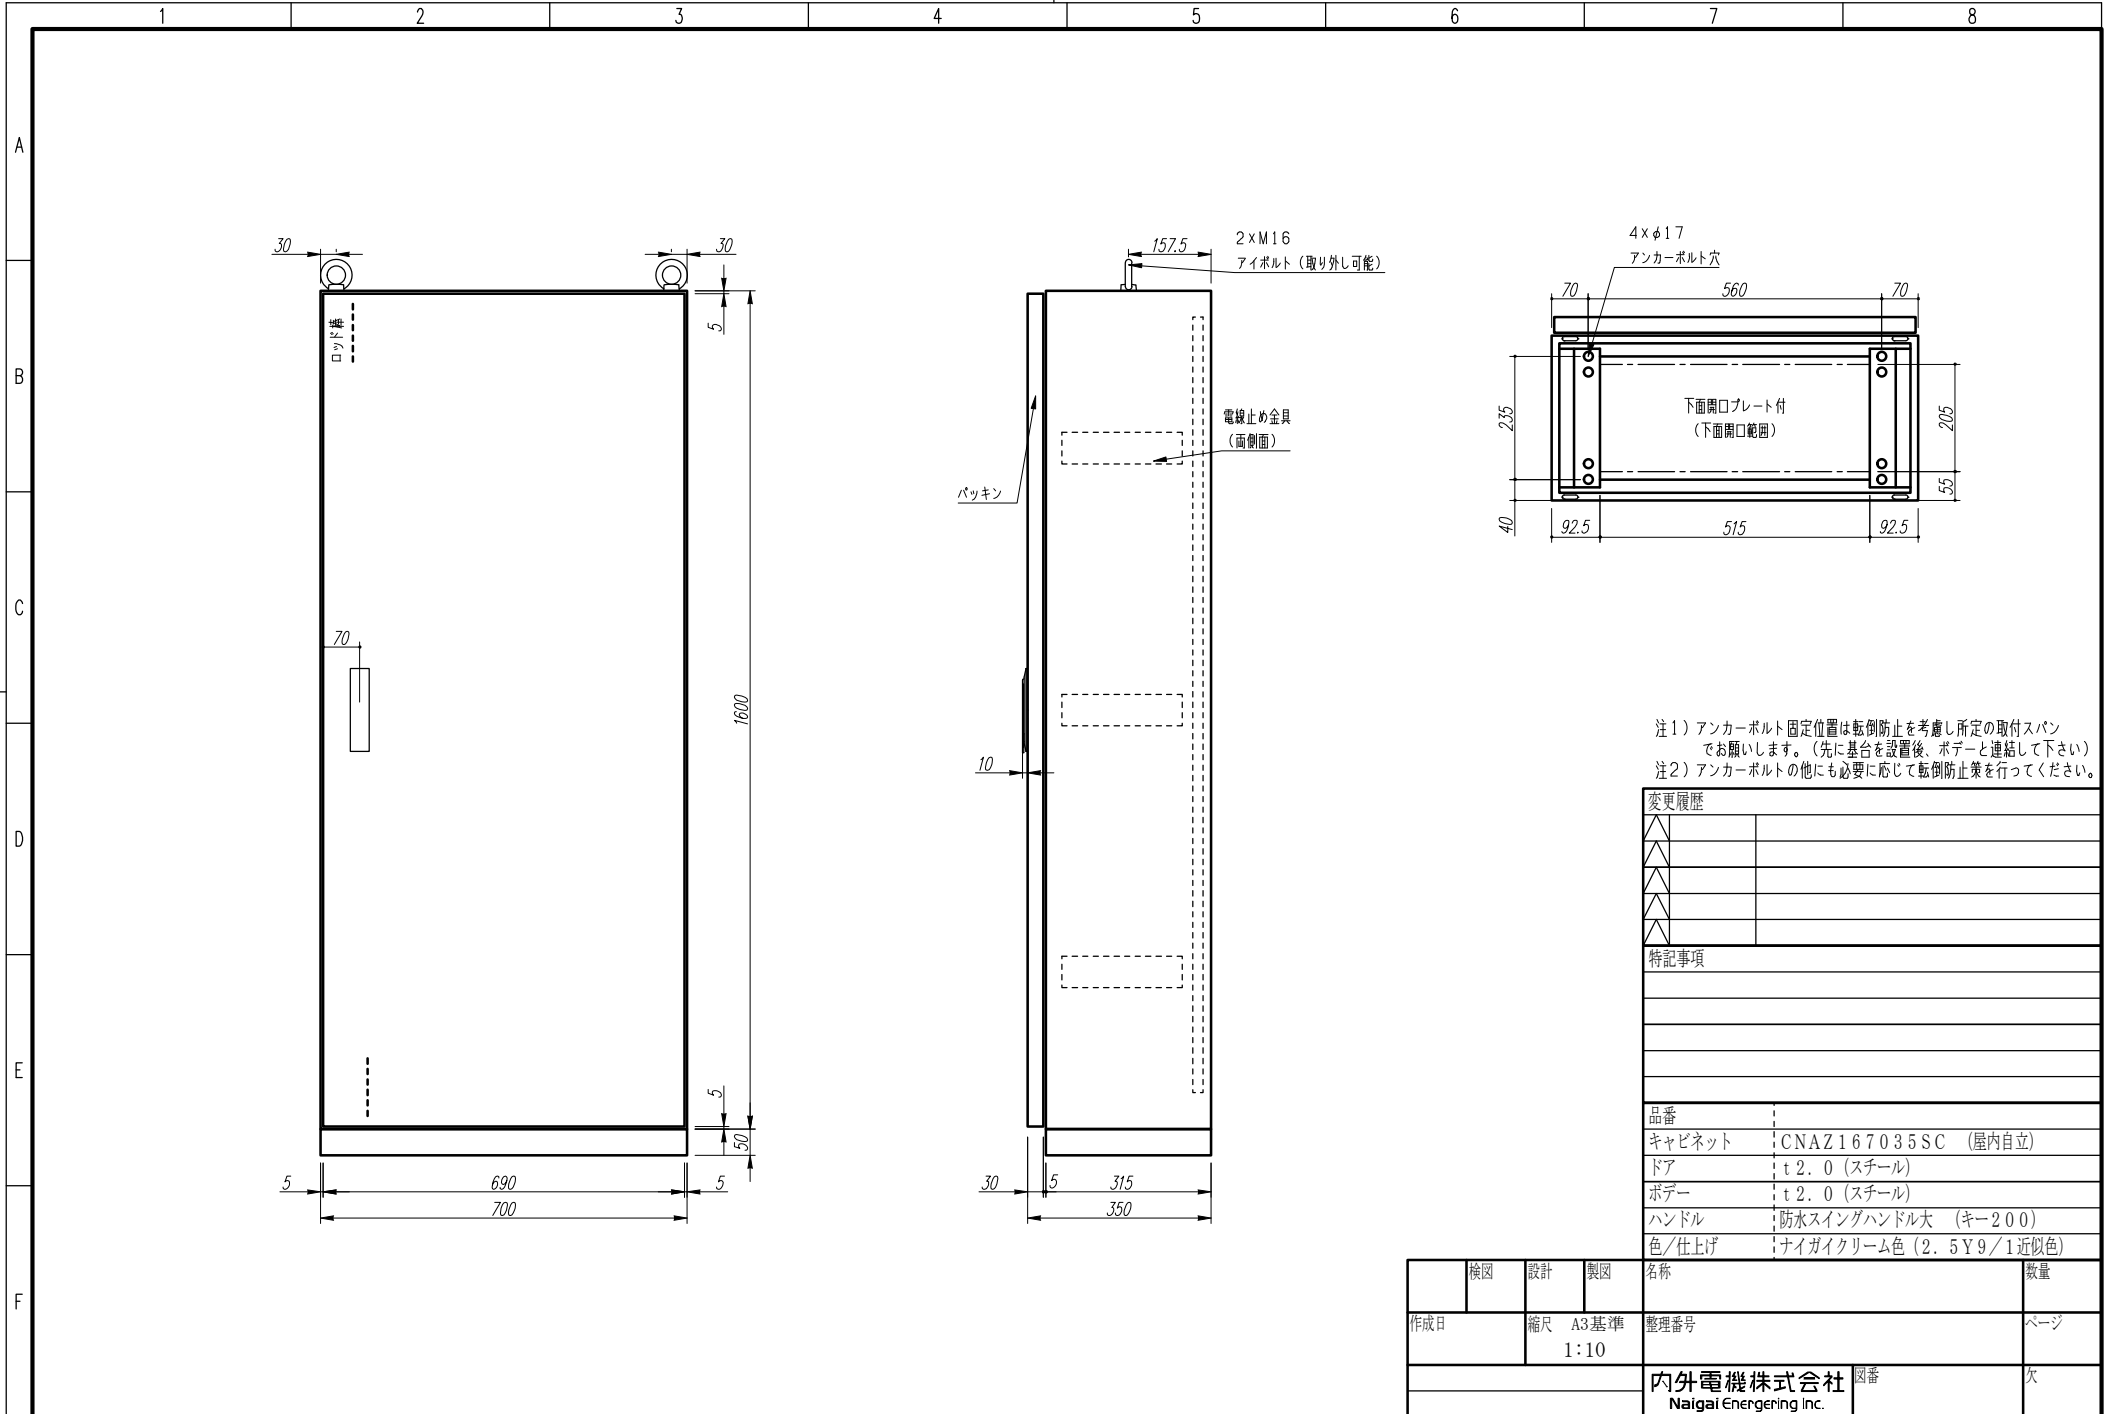 1 2 3 4 5 6 7 8
A
B
C
D
E
F
30
30
5
ロッド棒
70
1600
5
50
5
690
5
700
157.5
2×M16
アイボルト（取り外し可能）
電線止め金具
（両側面）
パッキン
10
30
5
315
350
4×φ17
アンカーボルト穴
70
560
70
235
205
下面開口プレート付
（下面開口範囲）
40
55
92.5
515
92.5
注１）アンカーボルト固定位置は転倒防止を考慮し所定の取付スパン
でお願いします。（先に基台を設置後、ボデーと連結して下さい）
注２）アンカーボルトの他にも必要に応じて転倒防止策を行ってください。
変更履歴
特記事項
品番
キャビネット ＣＮＡＺ１６７０３５ＳＣ （屋内自立）
ドア ｔ２．０（スチール）
ボデー ｔ２．０（スチール）
ハンドル 防水スイングハンドル大 （キー２００）
色／仕上げ ナイガイクリーム色（２．５Ｙ９／１近似色）
検図 設計 製図 名称 数量
作成日 縮尺 A3基準 整理番号 ページ
1:10
内外電機株式会社 図番 欠
Naigai Energering Inc.